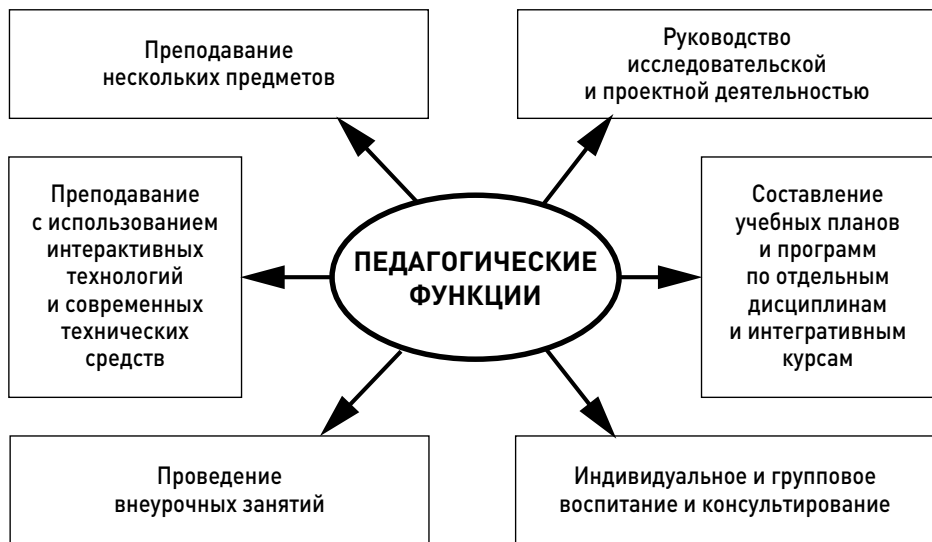 Преподавание
нескольких предметов
Руководство
исследовательской
и проектной деятельностью
Преподавание
с использованием
интерактивных
технологий
и современных
технических
средств
ПЕДАГОГИЧЕСКИЕ
ФУНКЦИИ
Составление
учебных планов
и программ
по отдельным
дисциплинам
и интегративным
курсам
Проведение
внеурочных занятий
Индивидуальное и групповое
воспитание и консультирование